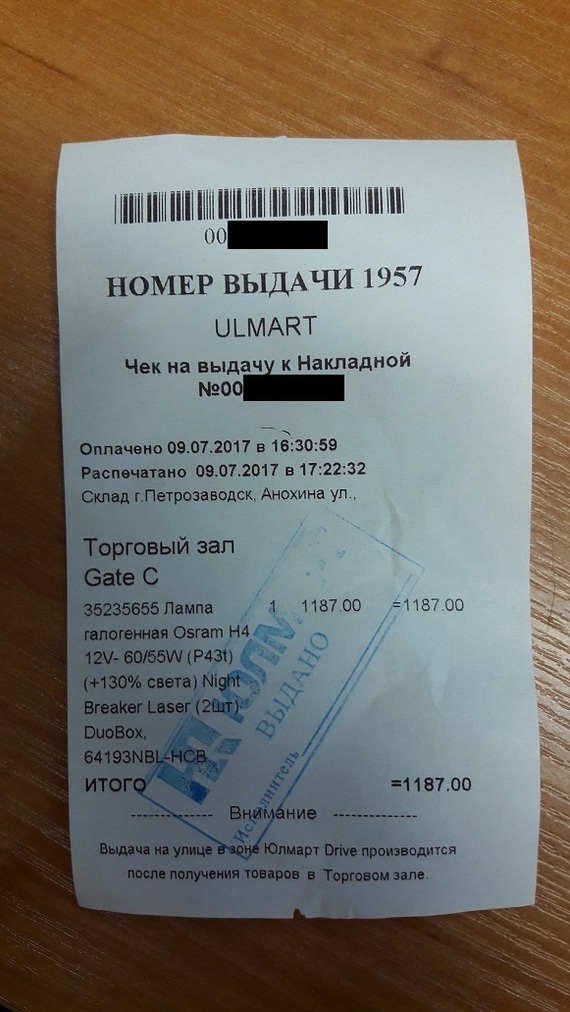 00
НОМЕР ВЫДАЧИ 1957
ULMART
Чек на выдачу к Накладной
№00
Оплачено 09.07.2017 в 16:30:59
Распечатано 09.07.2017 в 17:22:32
Склад г.Петрозаводск, Анохина ул.,
Торговый зал
Gate C
35235655 Лампа 1 1187.00 =1187.00
галогенная Osram H4
12V- 60/55W (P43t)
(+130% света) Night
Breaker Laser (2шт)
DuoBox,
64193NBL-HCB
ИТОГО =1187.00
------------ Внимание ------------
Выдача на улице в зоне Юлмарт Drive производится
после получения товаров в Торговом зале.
ЮЛМАРТ
ВЫДАНО
Исполнитель